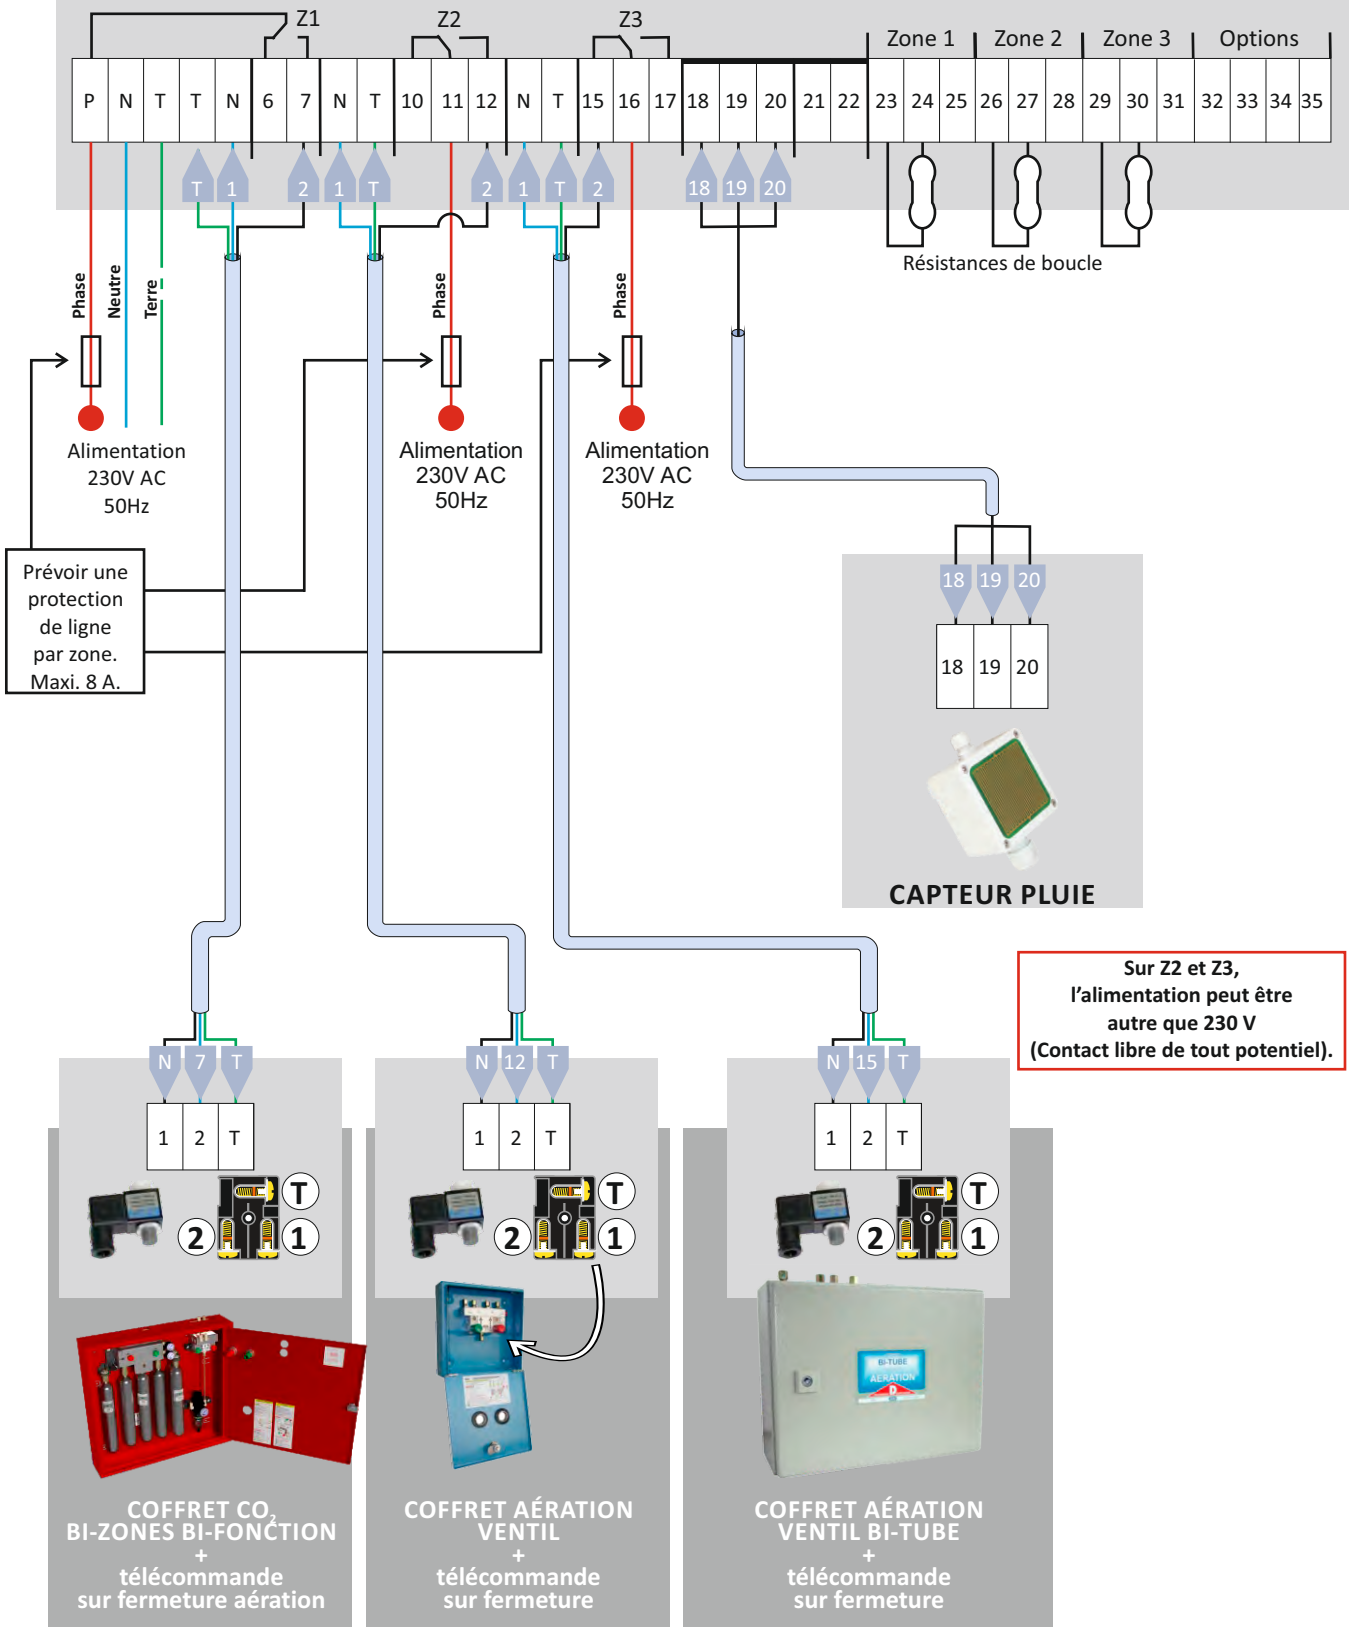 Z1
Z2
Z3
Zone 1
Zone 2
Zone 3
Options
P N T T N 6 7 N T 10 11 12 N T 15 16 17 18 19 20 21 22 23 24 25 26 27 28 29 30 31 32 33 34 35
T 1 2 1 T 2 1 T 2 18 19 20
Résistances de boucle
Phase
Neutre
Terre
Phase
Phase
Alimentation
230V AC
50Hz
Alimentation
230V AC
50Hz
Alimentation
230V AC
50Hz
Prévoir une
protection
de ligne
par zone.
Maxi. 8 A.
18 19 20
18 19 20
CAPTEUR PLUIE
Sur Z2 et Z3,
l’alimentation peut être
autre que 230 V
(Contact libre de tout potentiel).
N 7 T
1 2 T
T
2 1
COFFRET CO2
BI-ZONES BI-FONCTION
+
télécommande
sur fermeture aération
N 12 T
1 2 T
T
2 1
COFFRET AÉRATION
VENTIL
+
télécommande
sur fermeture
N 15 T
1 2 T
T
2 1
BI-TUBE
AERATION
D
COFFRET AÉRATION
VENTIL BI-TUBE
+
télécommande
sur fermeture